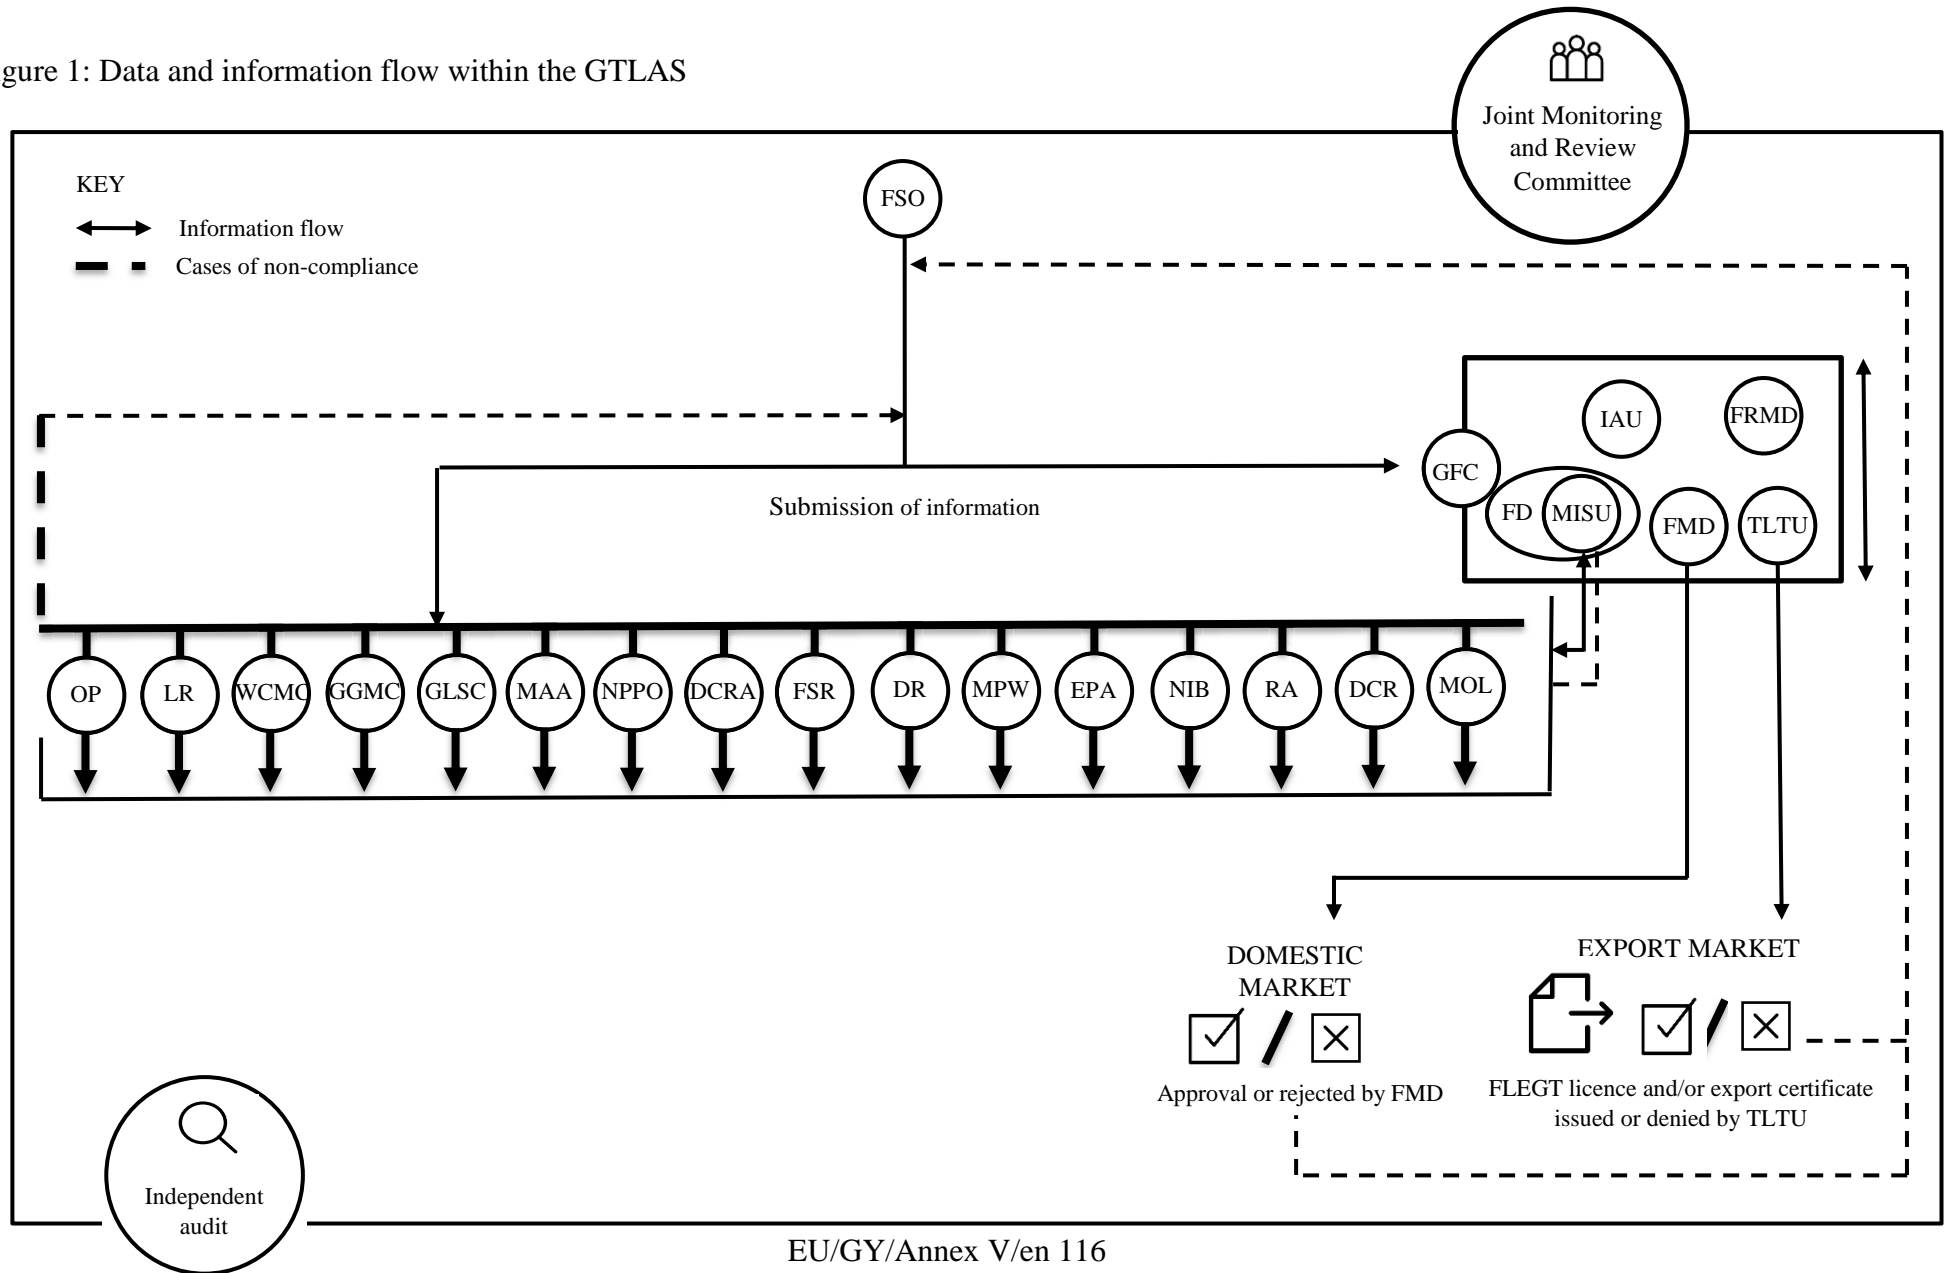 gure 1: Data and information flow within the GTLAS
Joint Monitoring
and Review
Committee
KEY
Information flow
Cases of non-compliance
FSO
IAU
FRMD
GFC
FD
MISU
FMD
TLTU
Submission of information
OP
LR
WCMC
GGMC
GLSC
MAA
NPPO
DCRA
FSR
DR
MPW
EPA
NIB
RA
DCR
MOL
DOMESTIC
MARKET
Approval or rejected by FMD
EXPORT MARKET
FLEGT licence and/or export certificate
issued or denied by TLTU
Independent
audit
EU/GY/Annex V/en 116